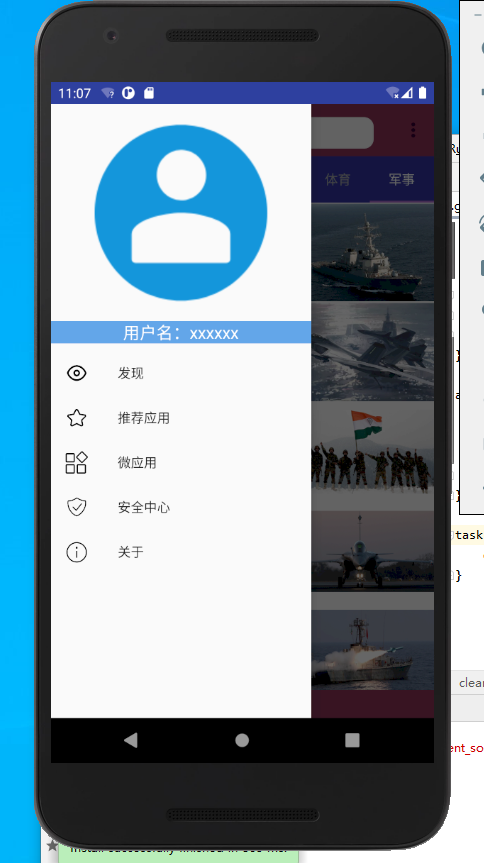 11:07
体育
军事
用户名：xxxxxx
发现
推荐应用
微应用
安全中心
关于
}
}
task
}
clear
ent_so